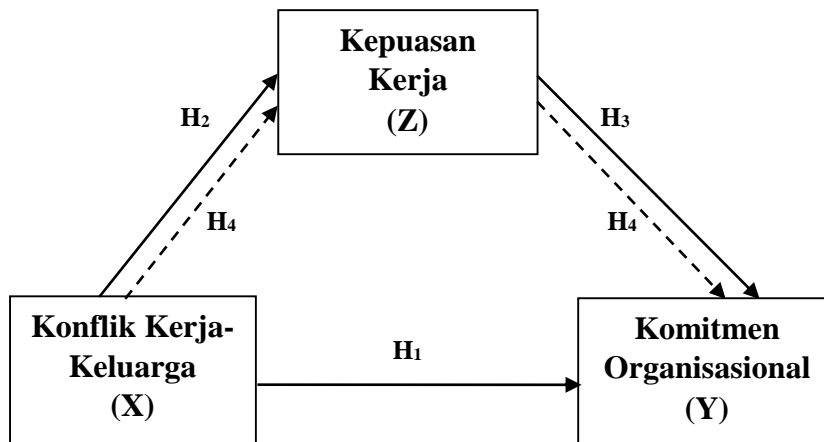 Kepuasan
Kerja
(Z)
H2
H3
H4
H4
Konflik Kerja-
Keluarga
(X)
H1
Komitmen
Organisasional
(Y)